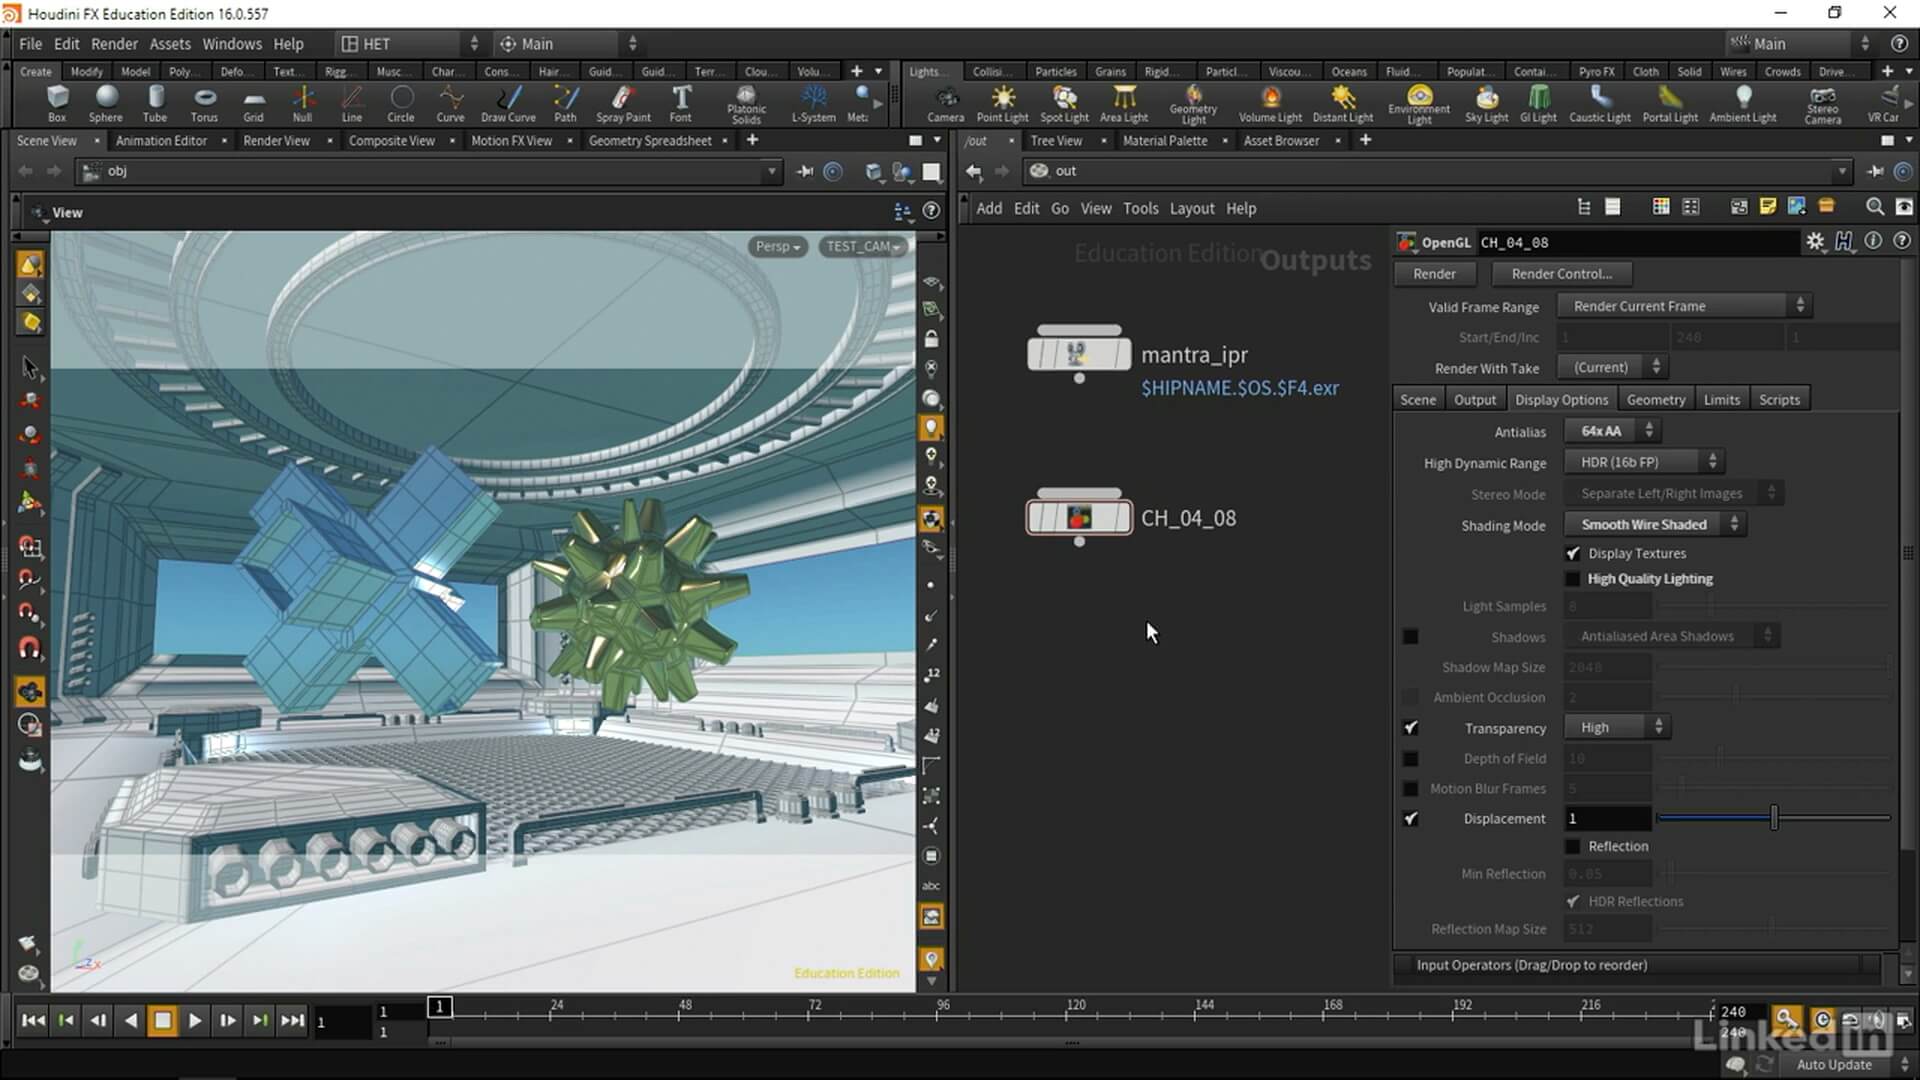 Houdini FX Education Edition 16.0.557
File Edit Render Assets Windows Help HET Main Main
Create Modify Model Poly... Defo... Text... Rigg... Musc... Char... Cons... Hair... Guid... Guid... Terr... Clou... Volu...
Lights... Collisi... Particles Grains Rigid... Particl... Viscou... Oceans Fluid... Populat... Contai... Pyro FX Cloth Solid Wires Crowds Drive...
Box Sphere Tube Torus Grid Null Line Circle Curve Draw Curve Path Spray Paint Font Platonic Solids L-System Meta
Camera Point Light Spot Light Area Light Geometry Light Volume Light Distant Light Environment Light Sky Light GI Light Caustic Light Portal Light Ambient Light Stereo Camera VR Car
Scene View Animation Editor Render View Composite View Motion FX View Geometry Spreadsheet
/out Tree View Material Palette Asset Browser
obj
out
View
Add Edit Go View Tools Layout Help
Persp TEST_CAM
Education Edition Outputs
mantra_ipr
$HIPNAME.$OS.$F4.exr
CH_04_08
OpenGL CH_04_08
Render Render Control...
Valid Frame Range Render Current Frame
Start/End/Inc 1 240 1
Render With Take (Current)
Scene Output Display Options Geometry Limits Scripts
Antialias 64x AA
High Dynamic Range HDR (16b FP)
Stereo Mode Separate Left/Right Images
Shading Mode Smooth Wire Shaded
Display Textures
High Quality Lighting
Light Samples 8
Shadows Antialiased Area Shadows
Shadow Map Size 2048
Ambient Occlusion 2
Transparency High
Depth of Field 10
Motion Blur Frames 5
Displacement 1
Reflection
Min Reflection 0.05
HDR Reflections
Reflection Map Size 512
Input Operators (Drag/Drop to reorder)
12
12
abc
Education Edition
1 1 1 1 24 48 72 96 120 144 168 192 216 2 240
240
LinkedIn
Auto Update